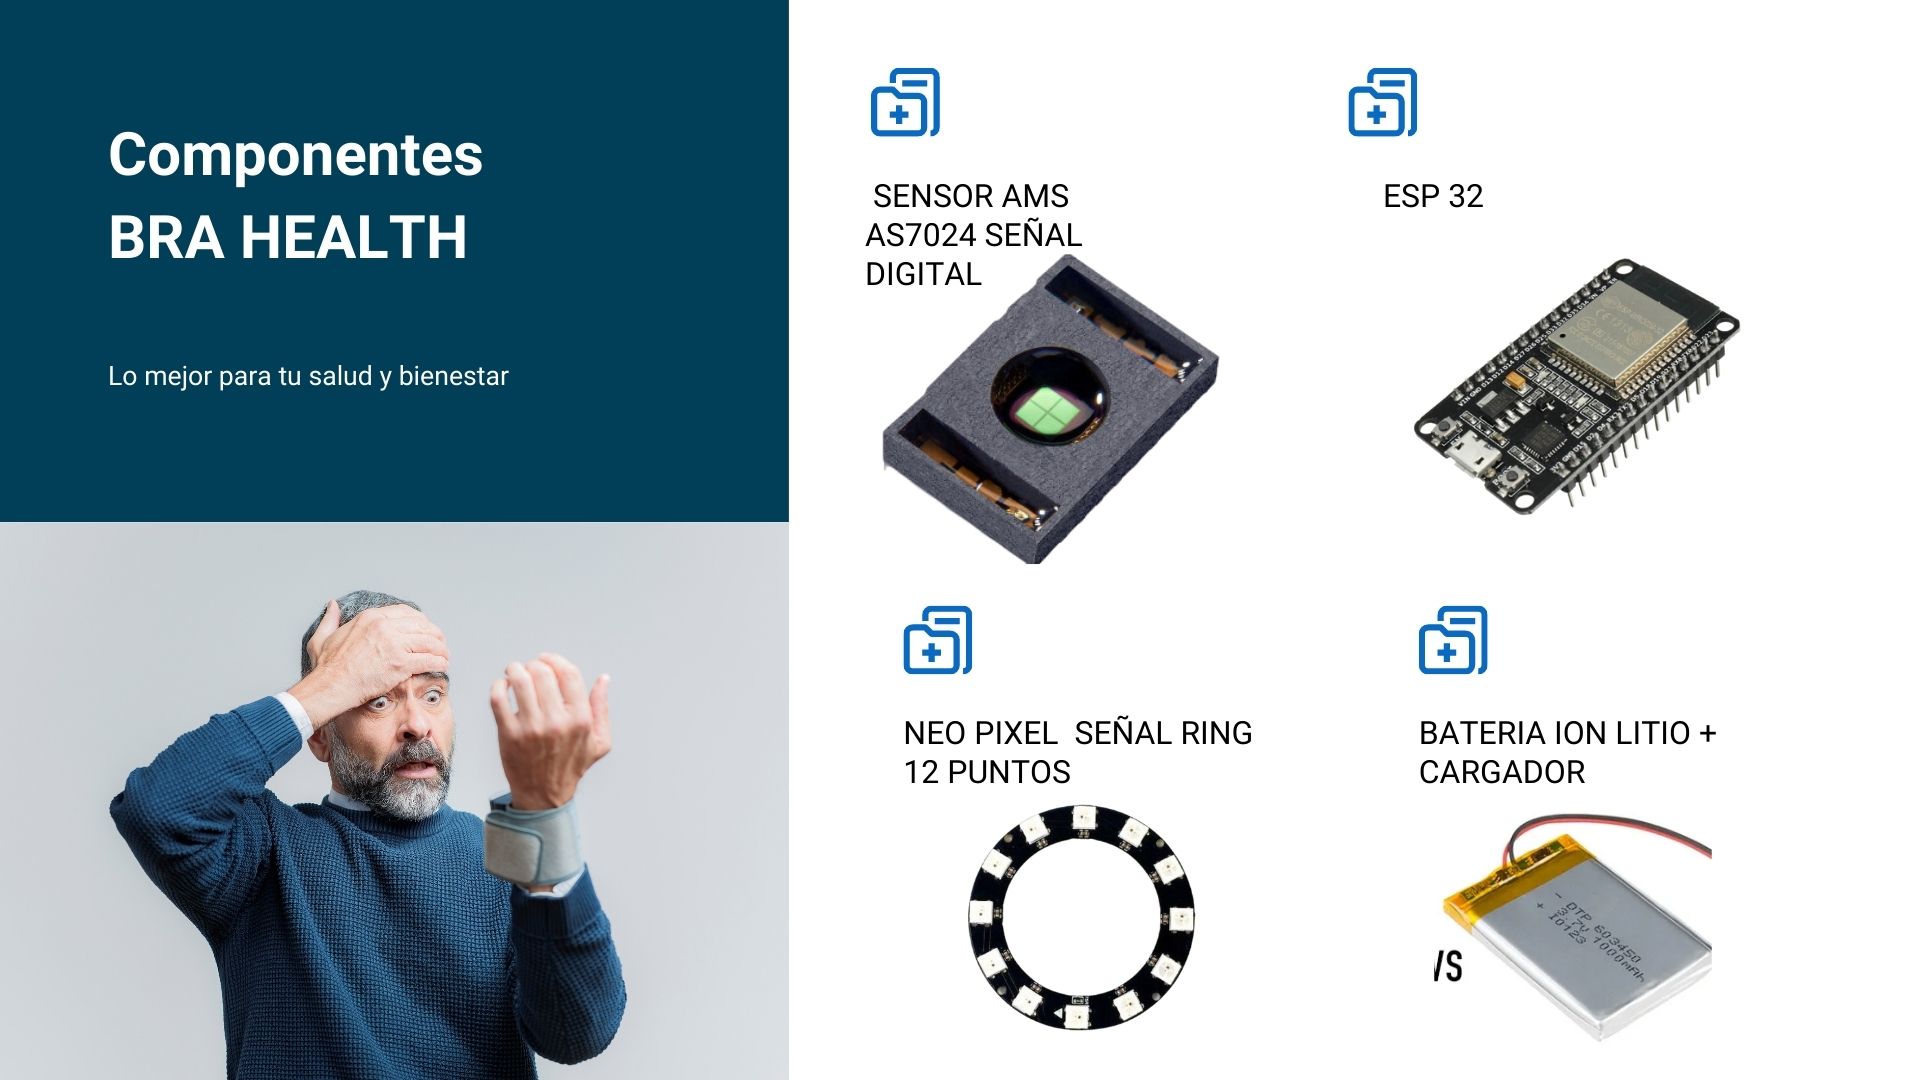 Componentes
BRA HEALTH
Lo mejor para tu salud y bienestar
SENSOR AMS
AS7024 SEÑAL
DIGITAL
ESP 32
NEO PIXEL  SEÑAL RING
12 PUNTOS
BATERIA ION LITIO +
CARGADOR
- DTP 603450
+ 3.7V 1000mAh
10123
VS